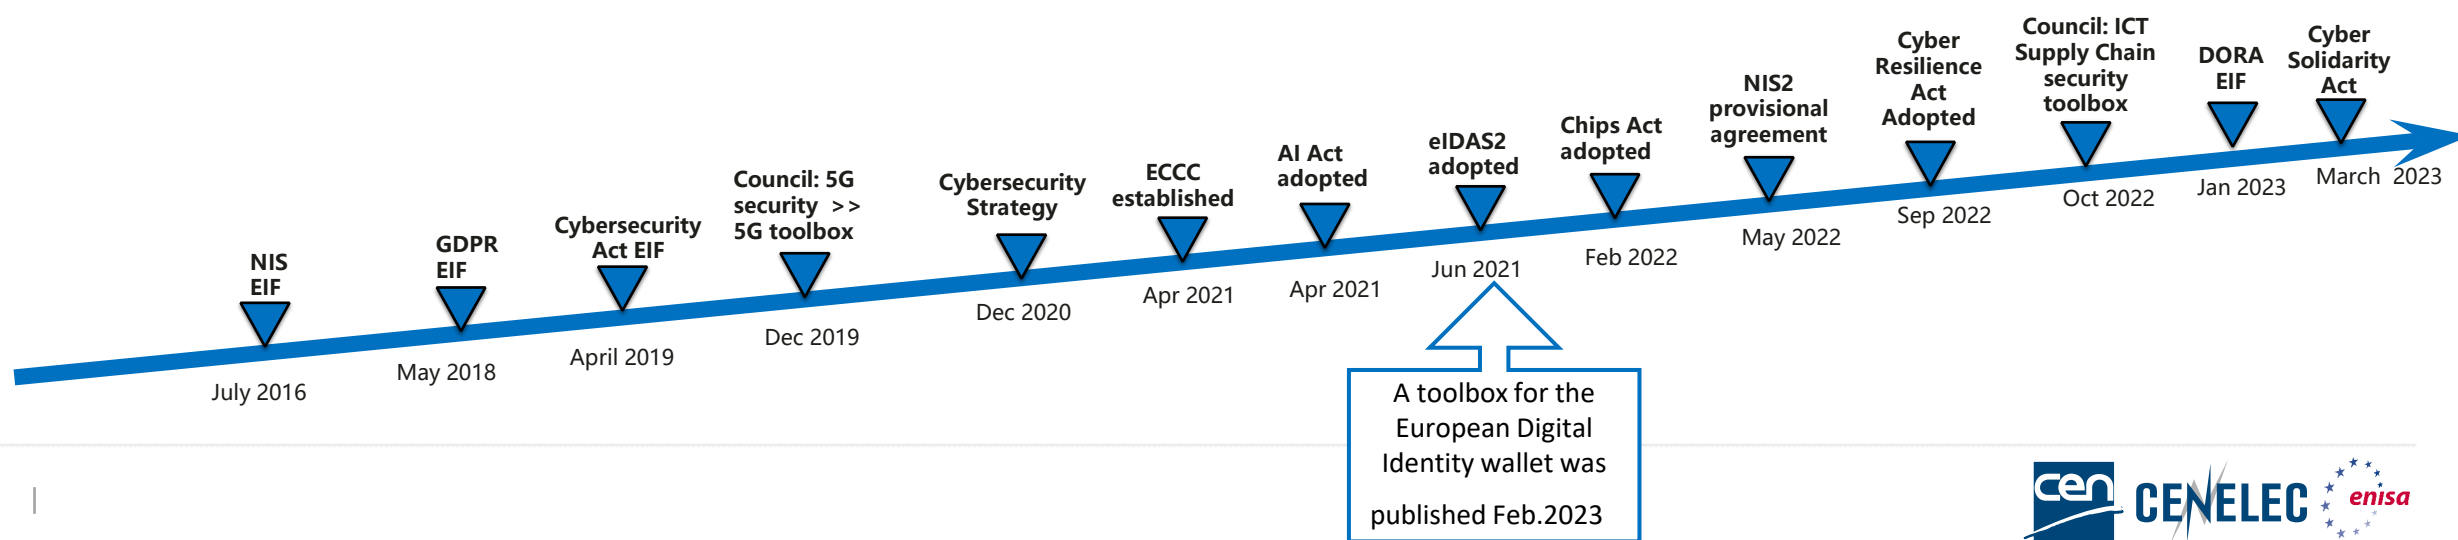 NIS
EIF
July 2016
GDPR
EIF
May 2018
Cybersecurity
Act EIF
April 2019
Council: 5G
security >>
5G toolbox
Dec 2019
Cybersecurity
Strategy
Dec 2020
ECCC
established
Apr 2021
AI Act
adopted
Apr 2021
eIDAS2
adopted
Jun 2021
Chips Act
adopted
Feb 2022
NIS2
provisional
agreement
May 2022
Cyber
Resilience
Act
Adopted
Sep 2022
Council: ICT
Supply Chain
security
toolbox
Oct 2022
DORA
EIF
Jan 2023
Cyber
Solidarity
Act
March 2023
A toolbox for the
European Digital
Identity wallet was
published Feb.2023
cen
CENELEC
enisa